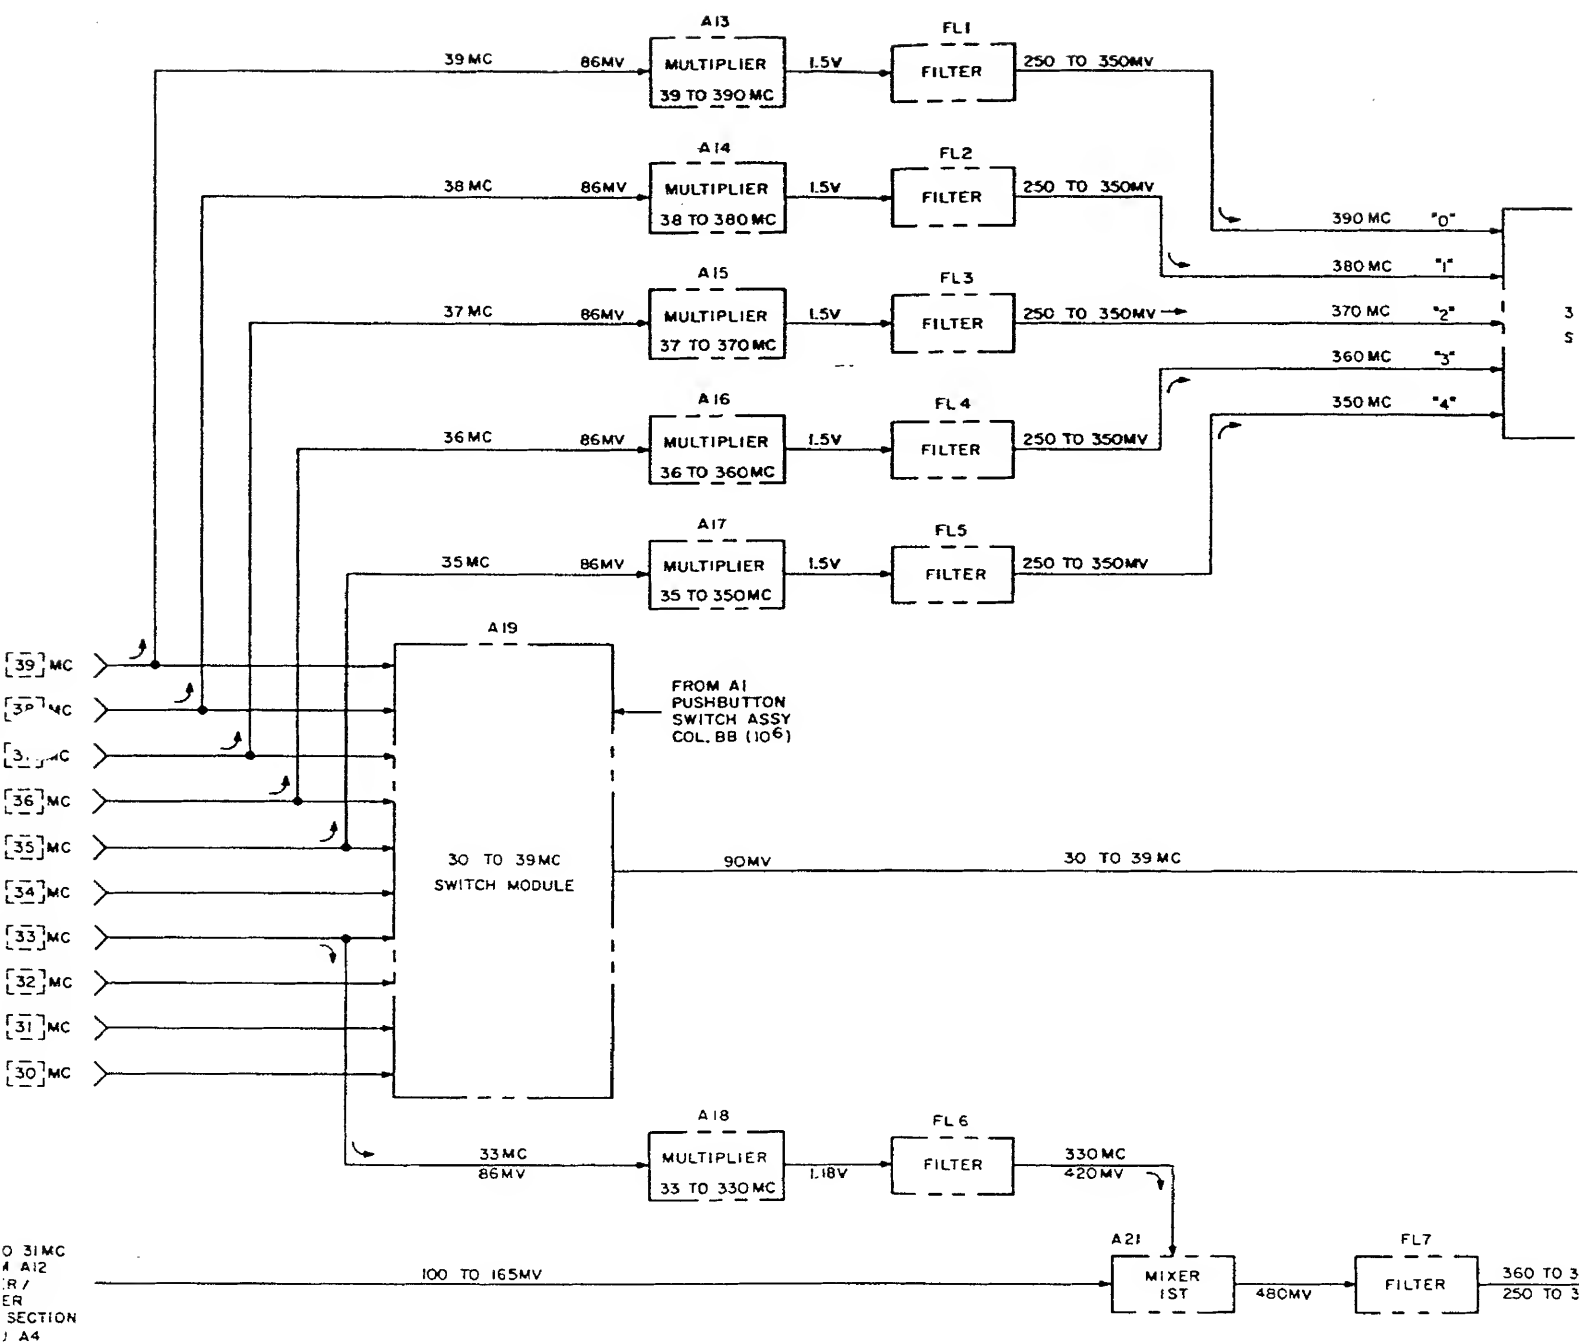 A13
39 MC
86MV
MULTIPLIER
39 TO 390 MC
1.5V
FL1
FILTER
250 TO 350MV
A14
38 MC
86MV
MULTIPLIER
38 TO 380 MC
1.5V
FL2
FILTER
250 TO 350MV
390 MC "0"
380 MC "1"
A15
37 MC
86MV
MULTIPLIER
37 TO 370 MC
1.5V
FL3
FILTER
250 TO 350MV
370 MC "2"
3
S
360 MC "3"
A16
36 MC
86MV
MULTIPLIER
36 TO 360MC
1.5V
FL4
FILTER
250 TO 350MV
350 MC "4"
A17
35 MC
86MV
MULTIPLIER
35 TO 350MC
1.5V
FL5
FILTER
250 TO 350MV
A19
[39] MC
MC
MC
[36] MC
[35] MC
[34] MC
[33] MC
[32] MC
[31] MC
[30] MC
FROM A1
PUSHBUTTON
SWITCH ASSY
COL. BB (10⁶)
30 TO 39 MC
SWITCH MODULE
90MV
30 TO 39 MC
A18
33 MC
86MV
MULTIPLIER
33 TO 330 MC
1.18V
FL6
FILTER
330 MC
420 MV
O 31 MC
A12
ER/
ER
SECTION
A4
100 TO 165MV
A21
MIXER
1ST
480MV
FL7
FILTER
360 TO 3
250 TO 3